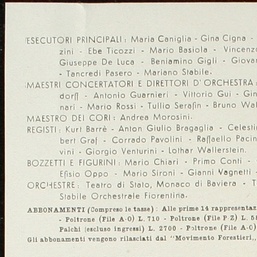 ESECUTORI PRINCIPALI: Maria Caniglia - Gina Cigna -
zini - Ebe Ticozzi - Mario Basiola - Vincenzo
Giuseppe De Luca - Beniamino Gigli - Giova
- Tancredi Pasero - Mariano Stabile.
MAESTRI CONCERTATORI E DIRETTORI D'ORCHESTRA:
dorff - Antonio Guarnieri - Vittorio Gui - Gin
nari - Mario Rossi - Tullio Serafin - Bruno Wal
MAESTRO DEI CORI: Andrea Morosini.
REGISTI: Kurt Barré - Anton Giulio Bragaglia - Celestin
bert Graf - Corrado Pavolini - Raffaello Pacin
vini - Giorgio Venturini - Lothar Wallerstein.
BOZZETTI E FIGURINI: Mario Chiari - Primo Conti -
Efisio Oppo - Mario Sironi - Gianni Vagnetti -
ORCHESTRE: Teatro di Stato, Monaco di Baviera - T
Stabile Orchestrale Fiorentina.
ABBONAMENTI (Compreso le tasse): Alle prime 14 rappresentaz
- Poltrone (File A-O) L. 710 - Poltrone (File P-Z) L. 5
Palchi (escluso ingressi) L. 2700 - Poltrone (File A-O)
Gli abbonamenti vengono rilasciati dal "Movimento Forestieri,,